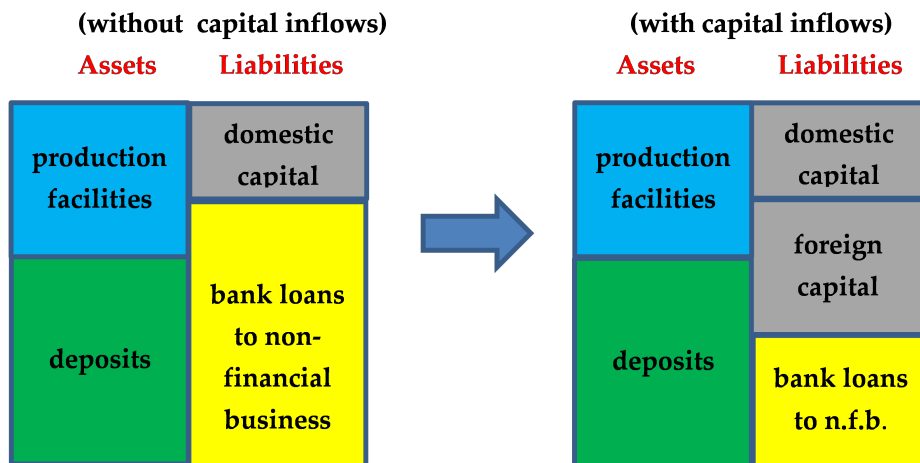 (without capital inflows)
Assets Liabilities
production
facilities
domestic
capital
deposits
bank loans
to non-
financial
business
(with capital inflows)
Assets Liabilities
production
facilities
domestic
capital
foreign
capital
deposits
bank loans
to n.f.b.